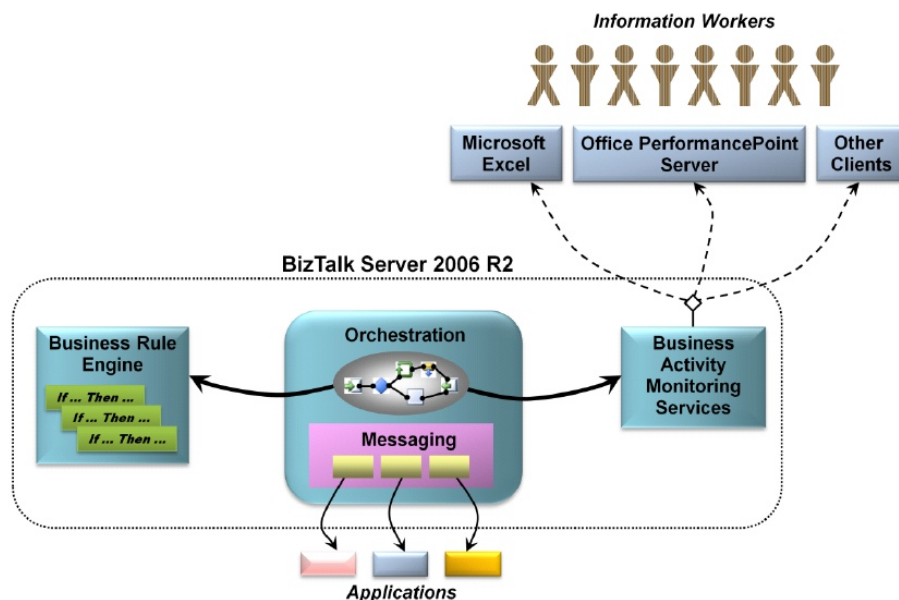 Information Workers
Microsoft
Excel
Office PerformancePoint
Server
Other
Clients
BizTalk Server 2006 R2
Business Rule
Engine
If ... Then ...
If ... Then ...
If ... Then ...
Orchestration
Messaging
Business
Activity
Monitoring
Services
Applications